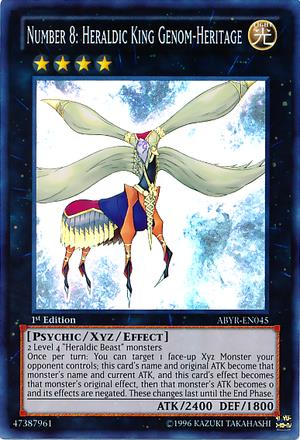 NUMBER 8: HERALDIC KING GENOM-HERITAGE
LIGHT
光
1st Edition
ABYR-EN045
[PSYCHIC/XYZ/EFFECT]
2 Level 4 "Heraldic Beast" monsters
Once per turn: You can target 1 face-up Xyz Monster your
opponent controls; this card's name and original ATK become that
monster's name and current ATK, and this card's effect becomes
that monster's original effect, then that monster's ATK becomes 0
and its effects are negated. These changes last until the End Phase.
ATK/2400 DEF/1800
47387961
©1996 KAZUKI TAKAHASHI